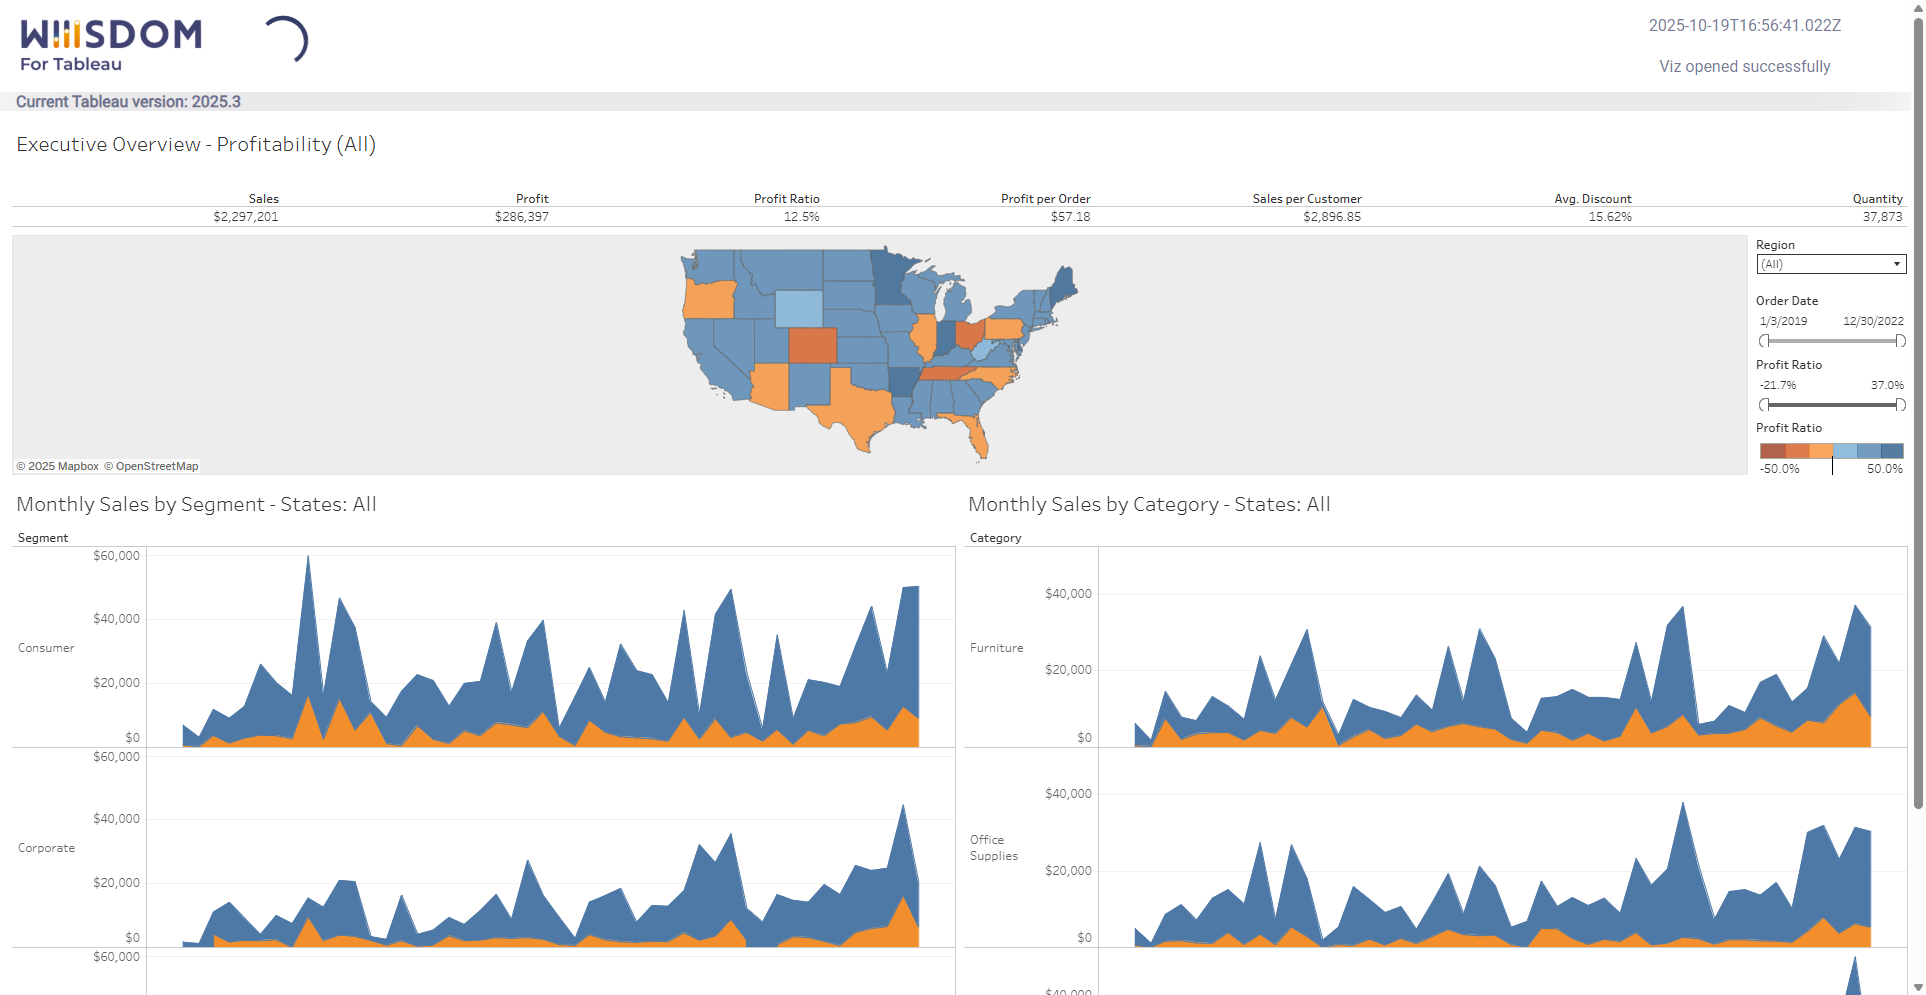 WIIISDOM
For Tableau
2025-10-19T16:56:41.022Z
Viz opened successfully
Current Tableau version: 2025.3
Executive Overview - Profitability (All)
Sales Profit Profit Ratio Profit per Order Sales per Customer Avg. Discount Quantity
$2,297,201 $286,397 12.5% $57.18 $2,896.85 15.62% 37,873
Region
(All)
Order Date
1/3/2019 12/30/2022
Profit Ratio
-21.7% 37.0%
Profit Ratio
-50.0% 50.0%
© 2025 Mapbox © OpenStreetMap
Monthly Sales by Segment - States: All
Segment
$60,000
$40,000
Consumer
$20,000
$0
$60,000
$40,000
Corporate
$20,000
$0
$60,000
Monthly Sales by Category - States: All
Category
$40,000
Furniture
$20,000
$0
$40,000
Office
Supplies
$20,000
$0
$40,000